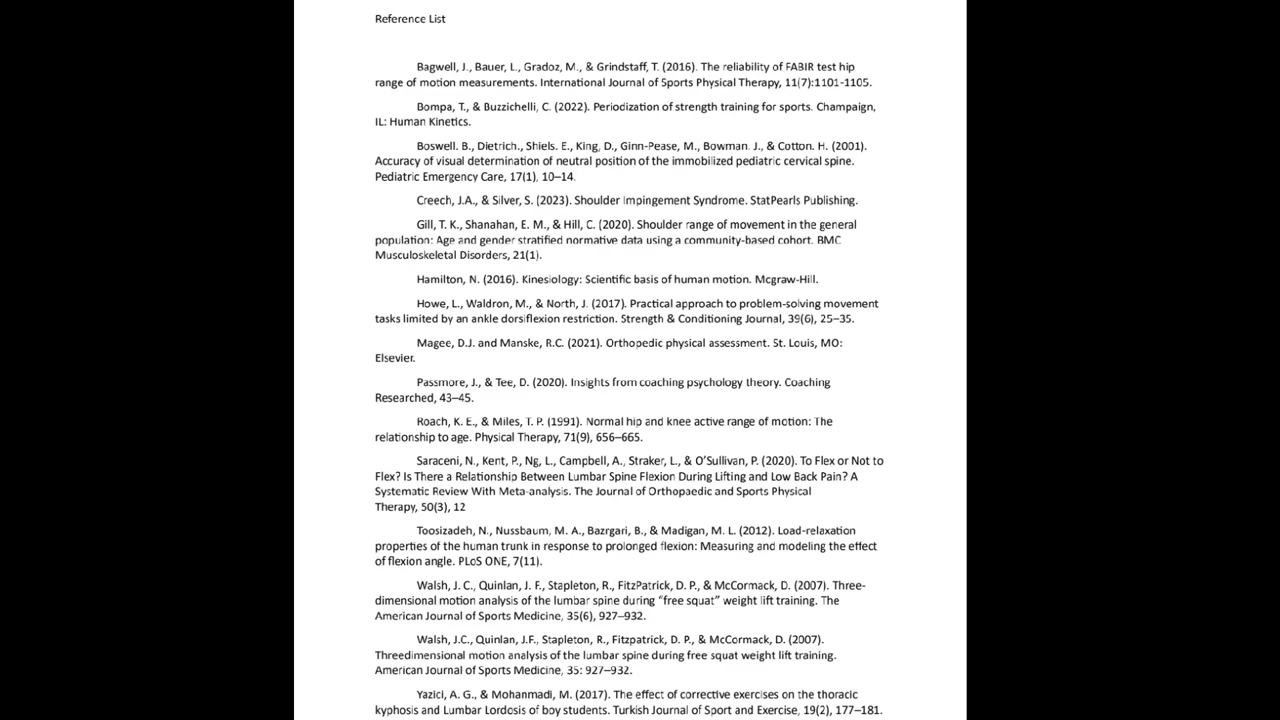 Reference List
Bagwell, J., Bauer, L., Gradoz, M., & Grindstaff, T. (2016). The reliability of FABIR test hip
range of motion measurements. International Journal of Sports Physical Therapy, 11(7):1101-1105.
Bompa, T., & Buzzichelli, C. (2022). Periodization of strength training for sports. Champaign,
IL: Human Kinetics.
Boswell. B., Dietrich., Shiels. E., King, D., Ginn-Pease, M., Bowman. J., & Cotton. H. (2001).
Accuracy of visual determination of neutral position of the immobilized pediatric cervical spine.
Pediatric Emergency Care, 17(1), 10–14.
Creech, J.A., & Silver, S. (2023). Shoulder Impingement Syndrome. StatPearls Publishing.
Gill, T. K., Shanahan, E. M., & Hill, C. (2020). Shoulder range of movement in the general
population: Age and gender stratified normative data using a community-based cohort. BMC
Musculoskeletal Disorders, 21(1).
Hamilton, N. (2016). Kinesiology: Scientific basis of human motion. Mcgraw-Hill.
Howe, L., Waldron, M., & North, J. (2017). Practical approach to problem-solving movement
tasks limited by an ankle dorsiflexion restriction. Strength & Conditioning Journal, 39(6), 25–35.
Magee, D.J. and Manske, R.C. (2021). Orthopedic physical assessment. St. Louis, MO:
Elsevier.
Passmore, J., & Tee, D. (2020). Insights from coaching psychology theory. Coaching
Researched, 43–45.
Roach, K. E., & Miles, T. P. (1991). Normal hip and knee active range of motion: The
relationship to age. Physical Therapy, 71(9), 656–665.
Saraceni, N., Kent, P., Ng, L., Campbell, A., Straker, L., & O’Sullivan, P. (2020). To Flex or Not to
Flex? Is There a Relationship Between Lumbar Spine Flexion During Lifting and Low Back Pain? A
Systematic Review With Meta-analysis. The Journal of Orthopaedic and Sports Physical
Therapy, 50(3), 12
Toosizadeh, N., Nussbaum, M. A., Bazrgari, B., & Madigan, M. L. (2012). Load-relaxation
properties of the human trunk in response to prolonged flexion: Measuring and modeling the effect
of flexion angle. PLoS ONE, 7(11).
Walsh, J. C., Quinlan, J. F., Stapleton, R., FitzPatrick, D. P., & McCormack, D. (2007). Three-
dimensional motion analysis of the lumbar spine during “free squat” weight lift training. The
American Journal of Sports Medicine, 35(6), 927–932.
Walsh, J.C., Quinlan, J.F., Stapleton, R., Fitzpatrick, D. P., & McCormack, D. (2007).
Threedimensional motion analysis of the lumbar spine during free squat weight lift training.
American Journal of Sports Medicine, 35: 927–932.
Yazici, A. G., & Mohanmadi, M. (2017). The effect of corrective exercises on the thoracic
kyphosis and Lumbar Lordosis of boy students. Turkish Journal of Sport and Exercise, 19(2), 177–181.